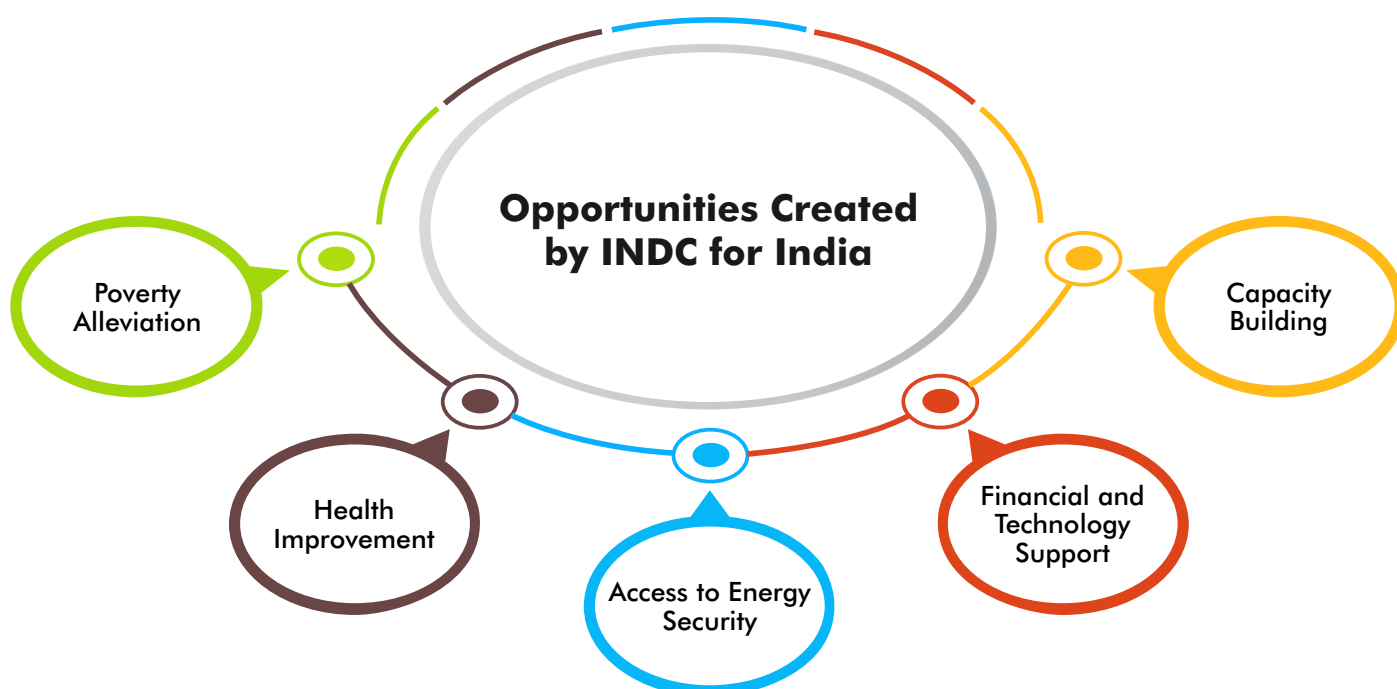 Opportunities Created
by INDC for India
Poverty
Alleviation
Health
Improvement
Access to Energy
Security
Financial and
Technology
Support
Capacity
Building